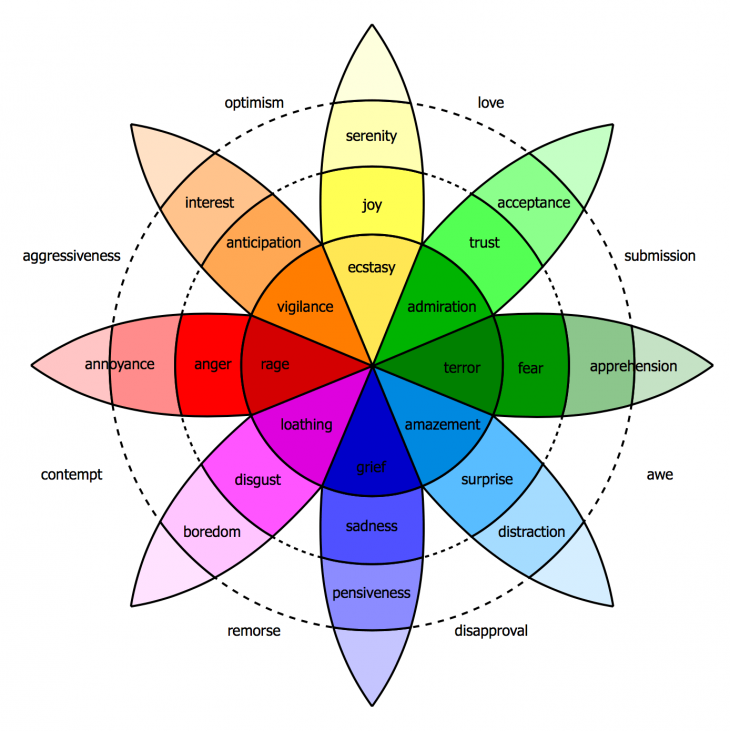 optimism
love
serenity
interest
acceptance
joy
anticipation
trust
aggressiveness
submission
ecstasy
vigilance
admiration
annoyance
anger
rage
terror
fear
apprehension
loathing
amazement
grief
contempt
disgust
surprise
awe
boredom
sadness
distraction
pensiveness
remorse
disapproval